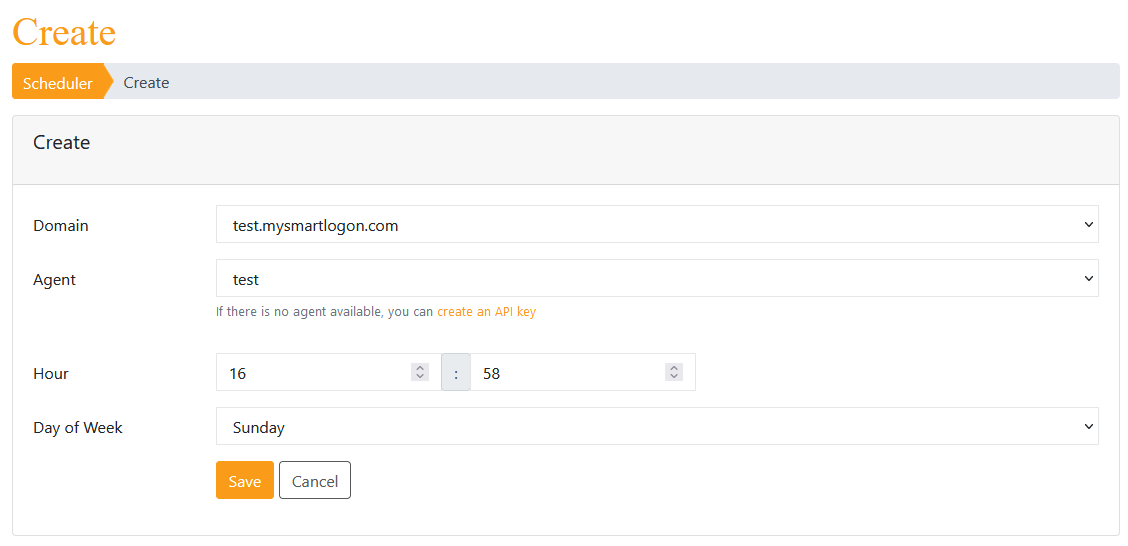 Create
Scheduler Create
Create
Domain test.mysmartlogon.com
Agent test
If there is no agent available, you can create an API key
Hour 16 : 58
Day of Week Sunday
Save Cancel